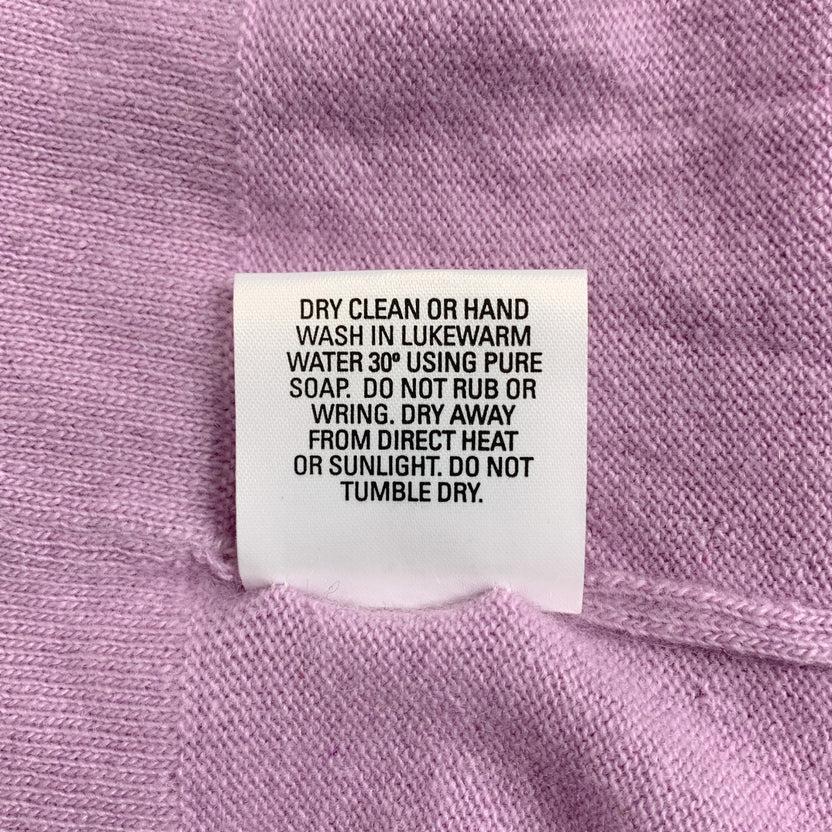 DRY CLEAN OR HAND
WASH IN LUKEWARM
WATER 30º USING PURE
SOAP. DO NOT RUB OR
WRING. DRY AWAY
FROM DIRECT HEAT
OR SUNLIGHT. DO NOT
TUMBLE DRY.